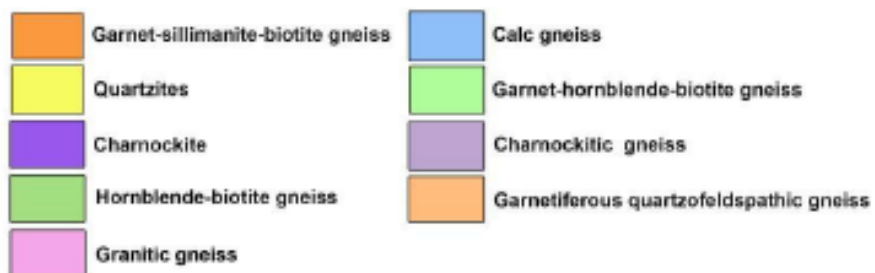 Garnet-sillimanite-biotite gneiss
Quartzites
Charnockite
Hornblende-biotite gneiss
Granitic gneiss
Calc gneiss
Garnet-hornblende-biotite gneiss
Charnockitic gneiss
Garnetiferous quartzofeldspathic gneiss